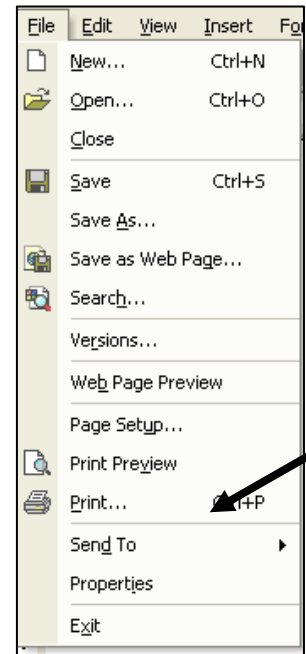 File Edit View Insert Fo
New... Ctrl+N
Open... Ctrl+O
Close
Save Ctrl+S
Save As...
Save as Web Page...
Search...
Versions...
Web Page Preview
Page Setup...
Print Preview
Print... Ctrl+P
Send To
Properties
Exit